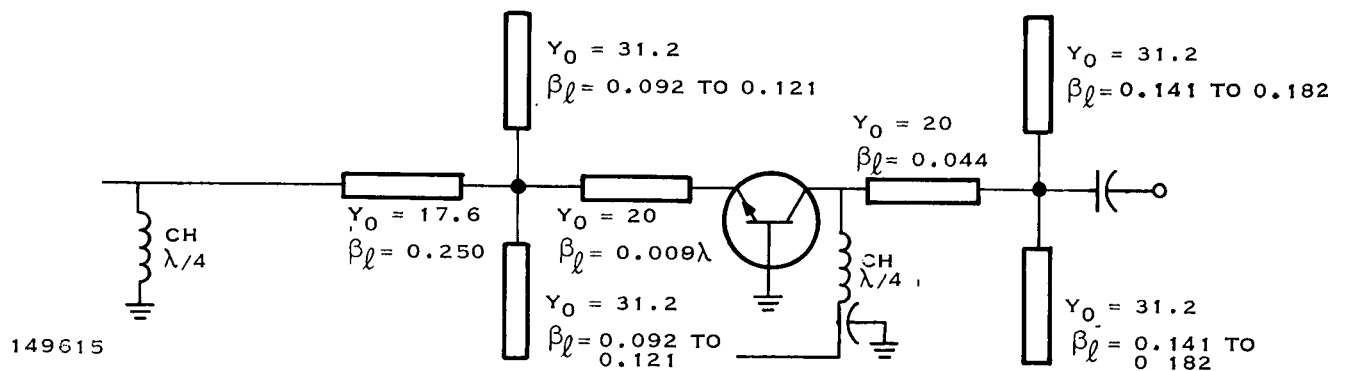 Y₀ = 31.2
βℓ = 0.092 TO 0.121
Y₀ = 31.2
βℓ = 0.141 TO 0.182
Y₀ = 20
βℓ = 0.044
Y₀ = 17.6
βℓ = 0.250
Y₀ = 20
βℓ = 0.009λ
CH
λ/4
CH
λ/4
Y₀ = 31.2
βℓ = 0.092 TO
0.121
Y₀ = 31.2
βℓ = 0.141 TO
0 182
149615